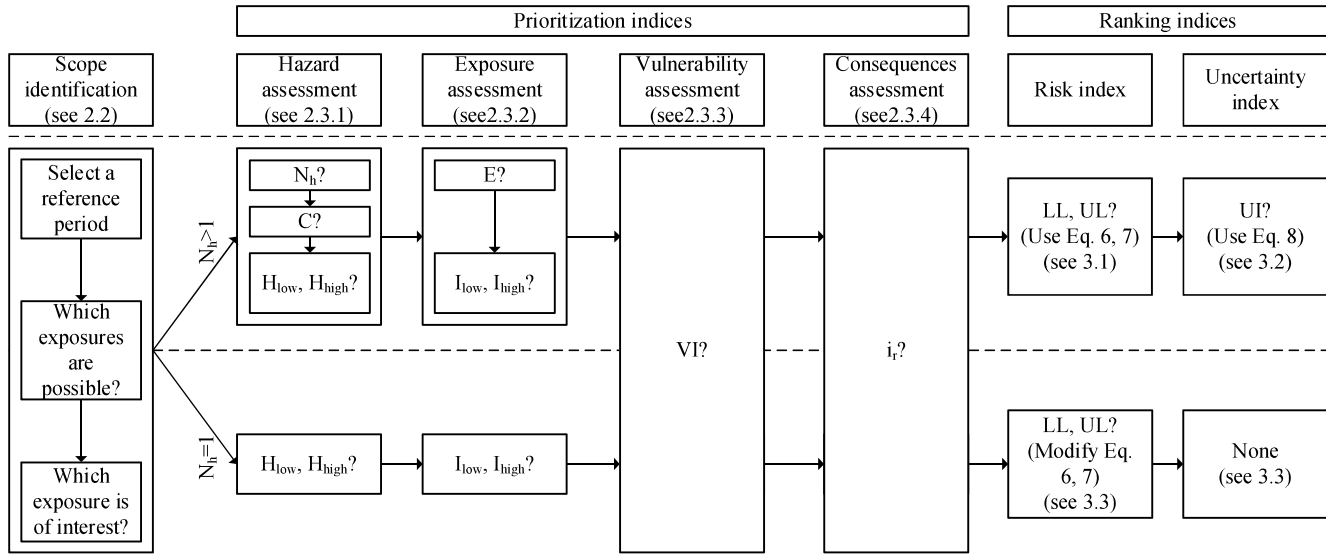 Prioritization indices
Ranking indices
Scope
identification
(see 2.2)
Hazard
assessment
(see 2.3.1)
Exposure
assessment
(see2.3.2)
Vulnerability
assessment
(see2.3.3)
Consequences
assessment
(see2.3.4)
Risk index
Uncertainty
index
Select a
reference
period
Which
exposures
are
possible?
Which
exposure is
of interest?
N_h>1
N_h?
C?
H_low, H_high?
E?
I_low, I_high?
VI?
i_r?
LL, UL?
(Use Eq. 6, 7)
(see 3.1)
UI?
(Use Eq. 8)
(see 3.2)
N_h=1
H_low, H_high?
I_low, I_high?
LL, UL?
(Modify Eq.
6, 7)
(see 3.3)
None
(see 3.3)